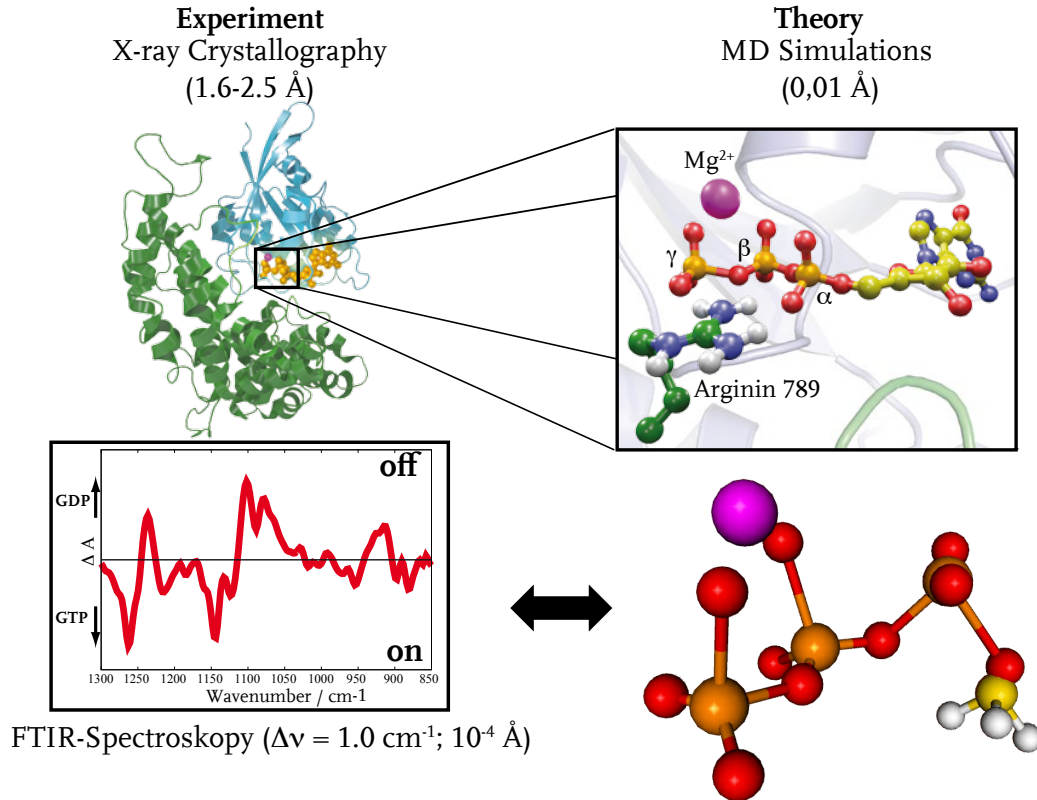 Experiment
X-ray Crystallography
(1.6-2.5 Å)
Theory
MD Simulations
(0,01 Å)
Mg²⁺
γ
β
α
Arginin 789
off
GDP
Δ A
GTP
on
1300 1250 1200 1150 1100 1050 1000 950 900 850
Wavenumber / cm-1
FTIR-Spectroskopy (Δν = 1.0 cm⁻¹; 10⁻⁴ Å)